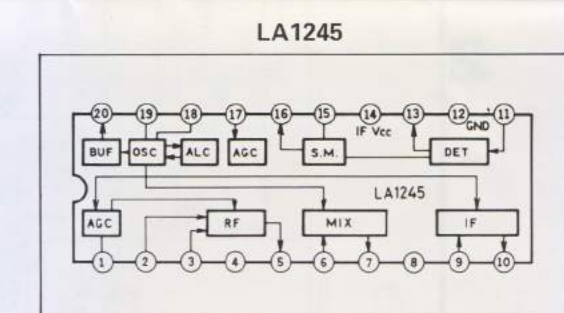 LA1245
20 19 18 17 16 15 14 13 12 11
IF Vcc GND
BUF OSC ALC AGC S.M. DET
LA1245
AGC RF MIX IF
1 2 3 4 5 6 7 8 9 10